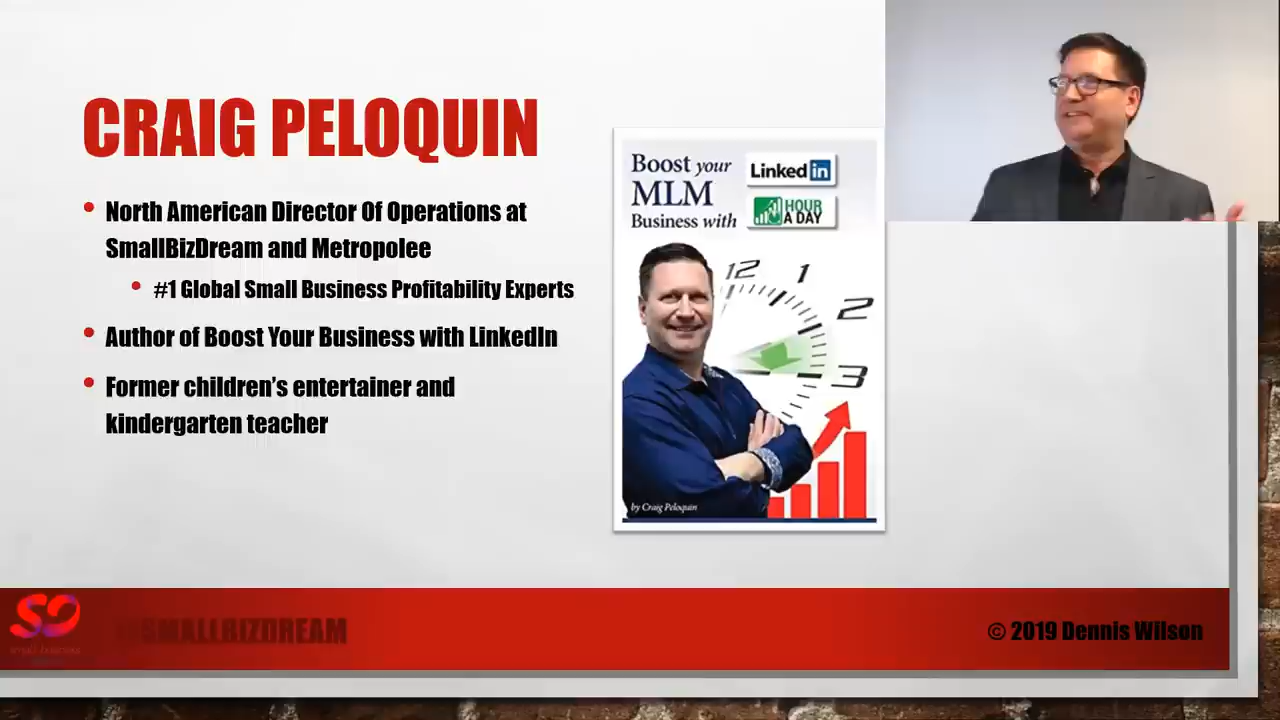 CRAIG PELOQUIN
North American Director Of Operations at
SmallBizDream and Metropolee
#1 Global Small Business Profitability Experts
Author of Boost Your Business with LinkedIn
Former children's entertainer and
kindergarten teacher
Boost your
MLM
Business with
Linked in
HOUR
A DAY
12
1
2
3
by Craig Peloquin
SMALLBIZDREAM
© 2019 Dennis Wilson